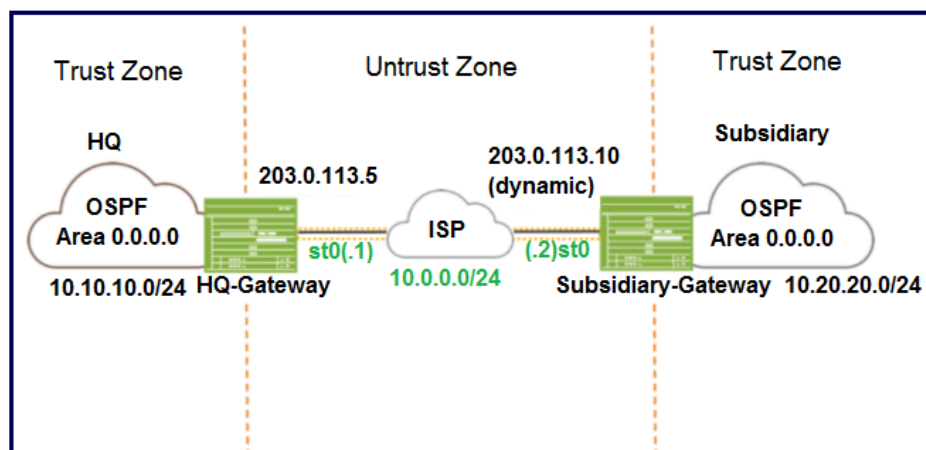 Trust Zone
Untrust Zone
Trust Zone
HQ
Subsidiary
203.0.113.5
203.0.113.10
(dynamic)
OSPF
Area 0.0.0.0
ISP
OSPF
Area 0.0.0.0
st0(.1)
10.0.0.0/24
(.2)st0
10.10.10.0/24
HQ-Gateway
Subsidiary-Gateway
10.20.20.0/24